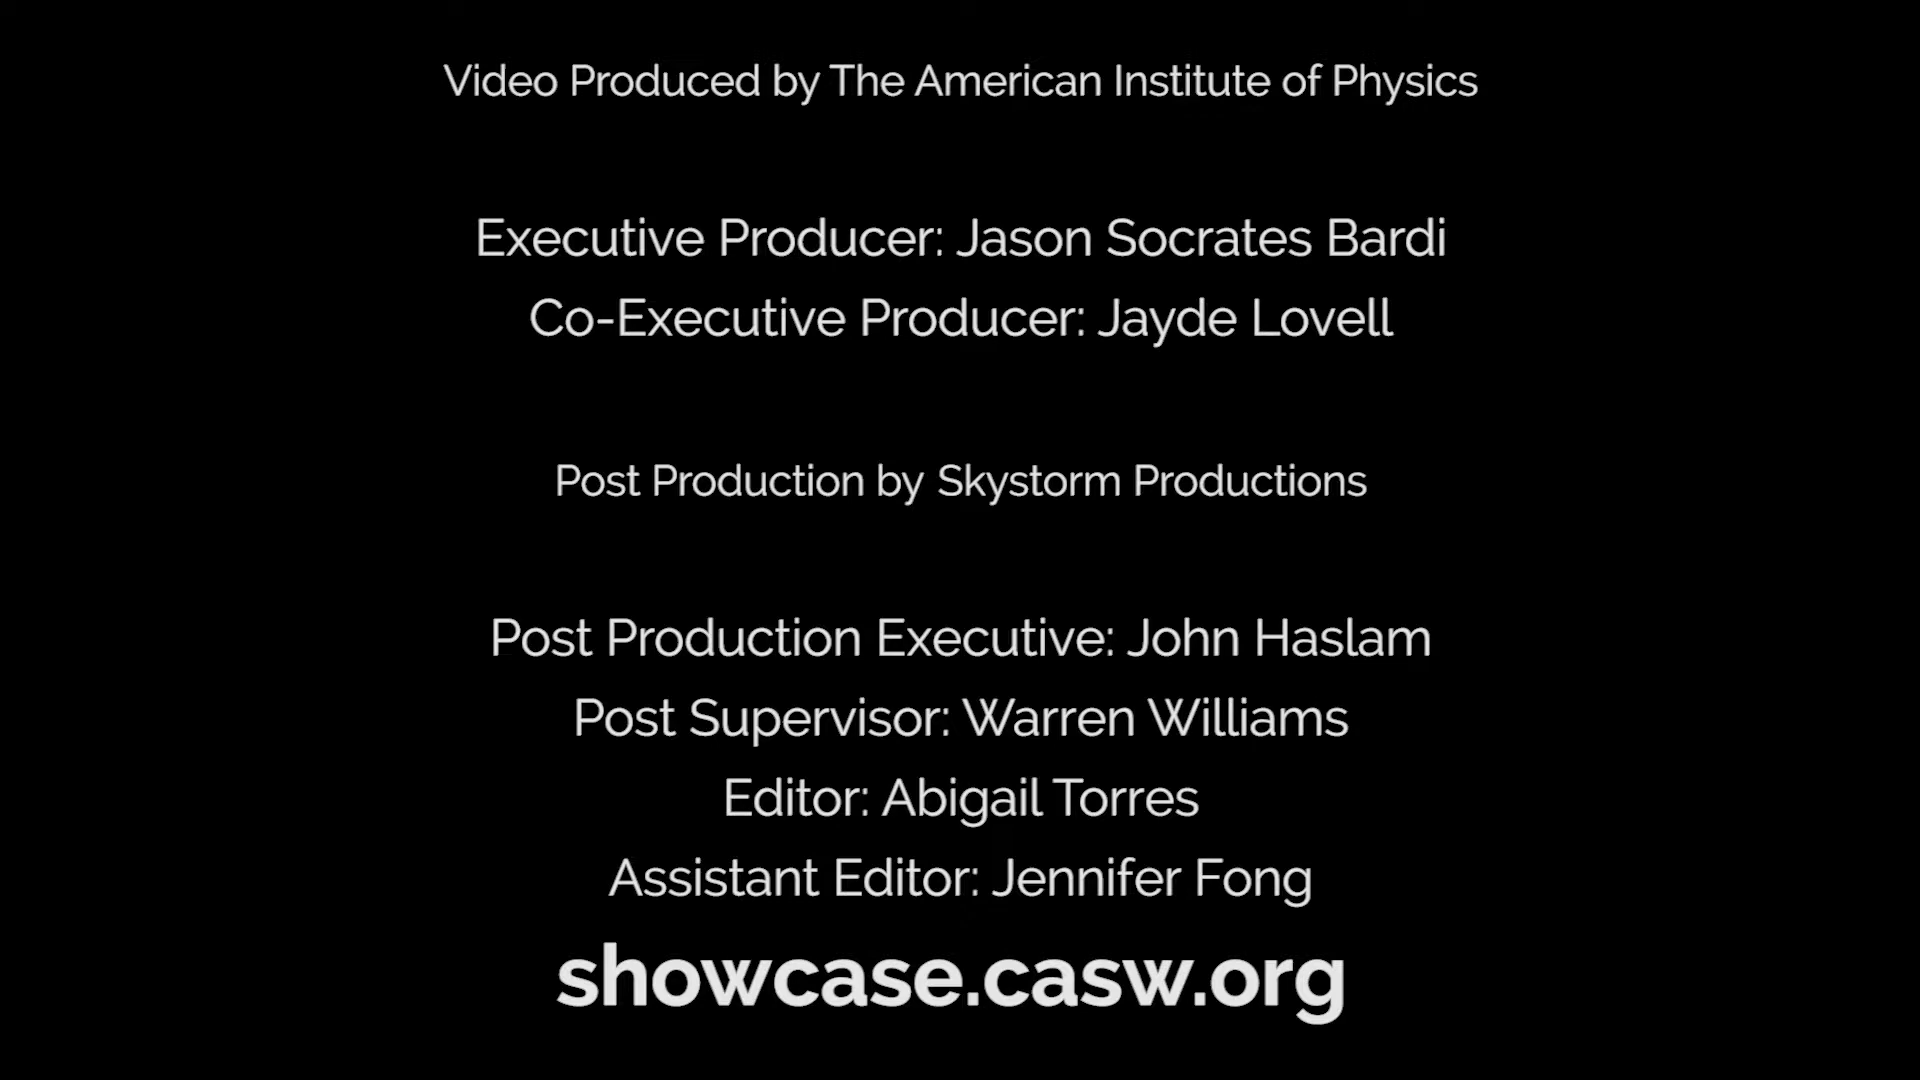 Video Produced by The American Institute of Physics
Executive Producer: Jason Socrates Bardi
Co-Executive Producer: Jayde Lovell
Post Production by Skystorm Productions
Post Production Executive: John Haslam
Post Supervisor: Warren Williams
Editor: Abigail Torres
Assistant Editor: Jennifer Fong
showcase.casw.org